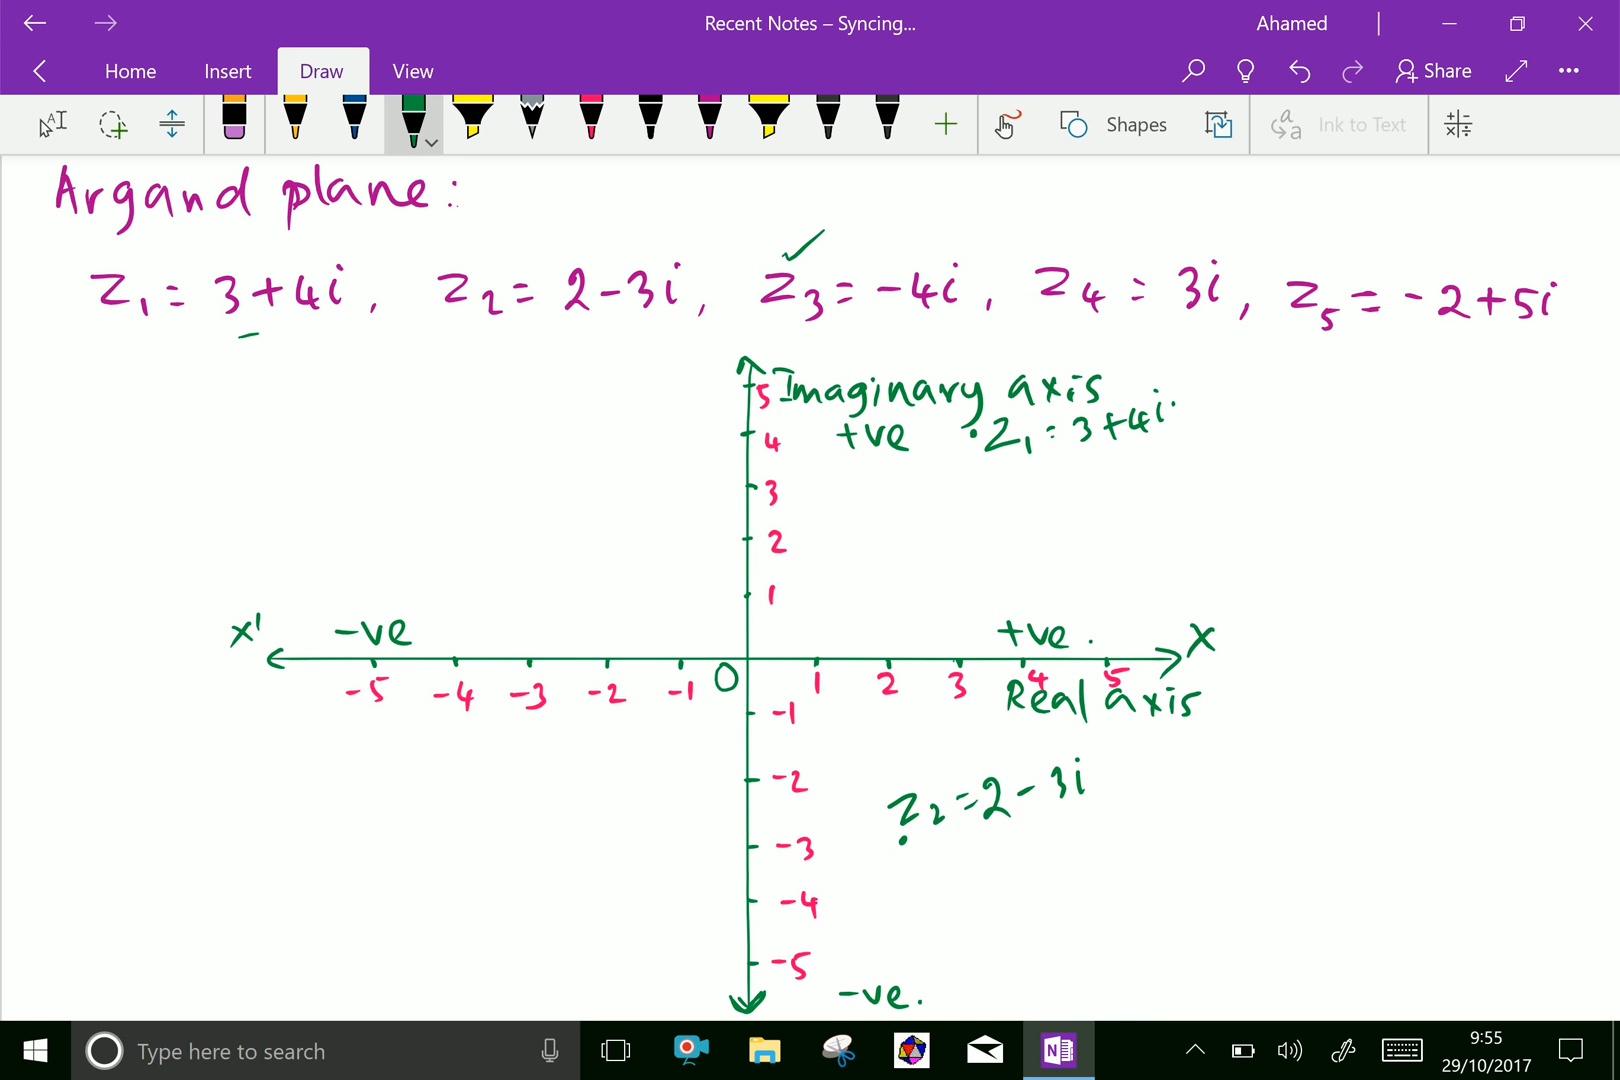 Recent Notes – Syncing...
Ahamed
Home Insert Draw View
Share
Shapes
Ink to Text
Argand plane:
Z₁ = 3+4i, Z₂ = 2-3i, Z₃ = -4i, Z₄ = 3i, Z₅ = -2+5i
5 Imaginary axis
4 +ve Z₁ = 3+4i
3
2
1
X' -ve +ve X
-5 -4 -3 -2 -1 0 1 2 3 4 5
Real axis
-1
-2
Z₂ = 2-3i
-3
-4
-5
-ve.
Type here to search
9:55
29/10/2017